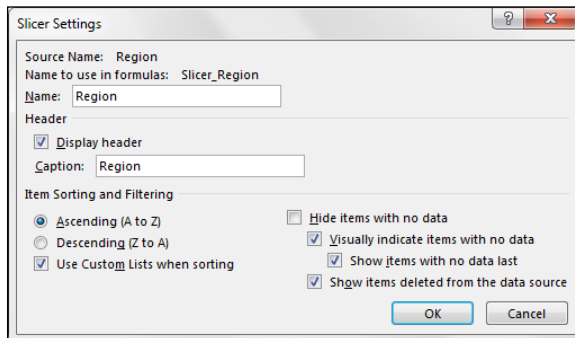 Slicer Settings
?
X
Source Name: Region
Name to use in formulas: Slicer_Region
Name: Region
Header
Display header
Caption: Region
Item Sorting and Filtering
Ascending (A to Z)
Descending (Z to A)
Use Custom Lists when sorting
Hide items with no data
Visually indicate items with no data
Show items with no data last
Show items deleted from the data source
OK Cancel